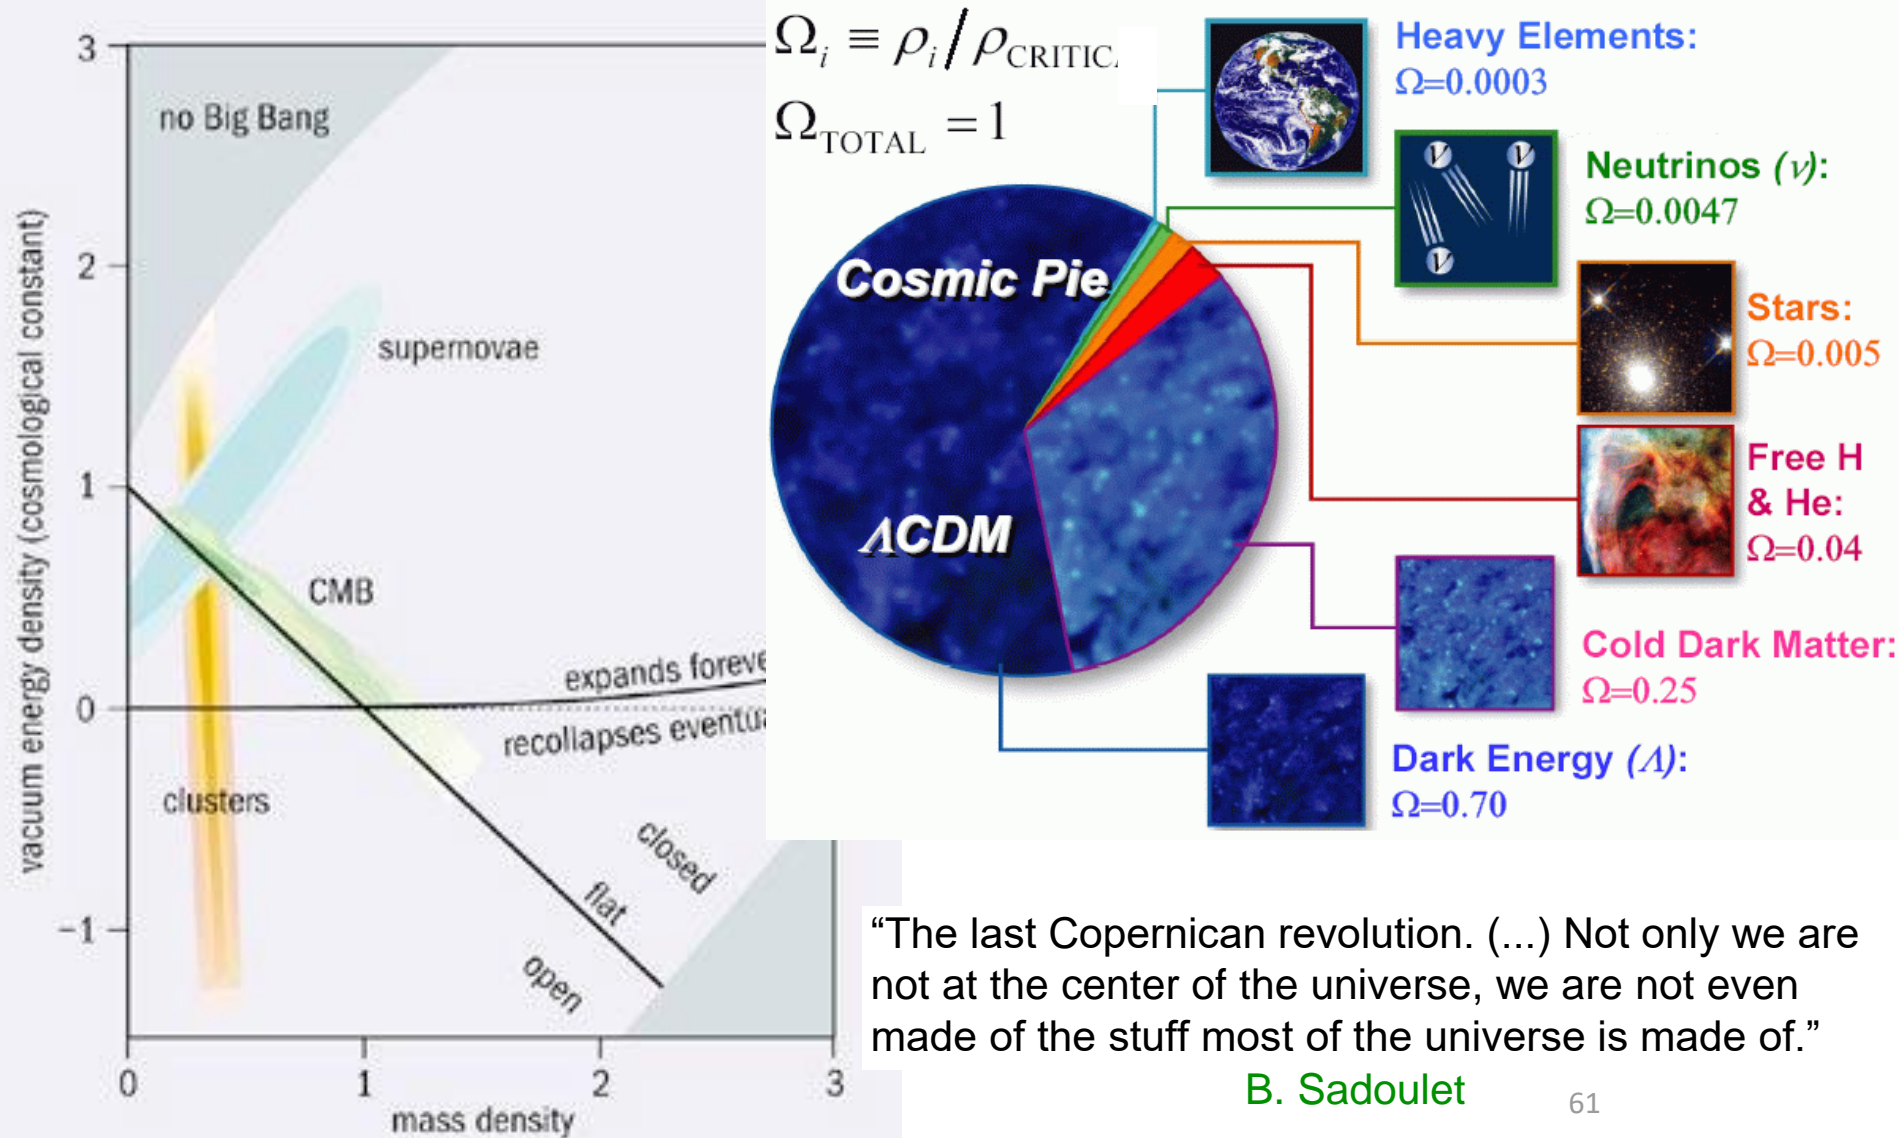 3
2
1
0
−1
0
1
2
3
vacuum energy density (cosmological constant)
mass density
no Big Bang
supernovae
CMB
expands foreve
recollapses eventua
clusters
closed
flat
open
Ωᵢ ≡ ρᵢ/ρCRITIC
ΩTOTAL = 1
Cosmic Pie
ΛCDM
Heavy Elements:
Ω=0.0003
ν ν
ν
Neutrinos (ν):
Ω=0.0047
Stars:
Ω=0.005
Free H
& He:
Ω=0.04
Cold Dark Matter:
Ω=0.25
Dark Energy (Λ):
Ω=0.70
“The last Copernican revolution. (...) Not only we are
not at the center of the universe, we are not even
made of the stuff most of the universe is made of.”
B. Sadoulet
61